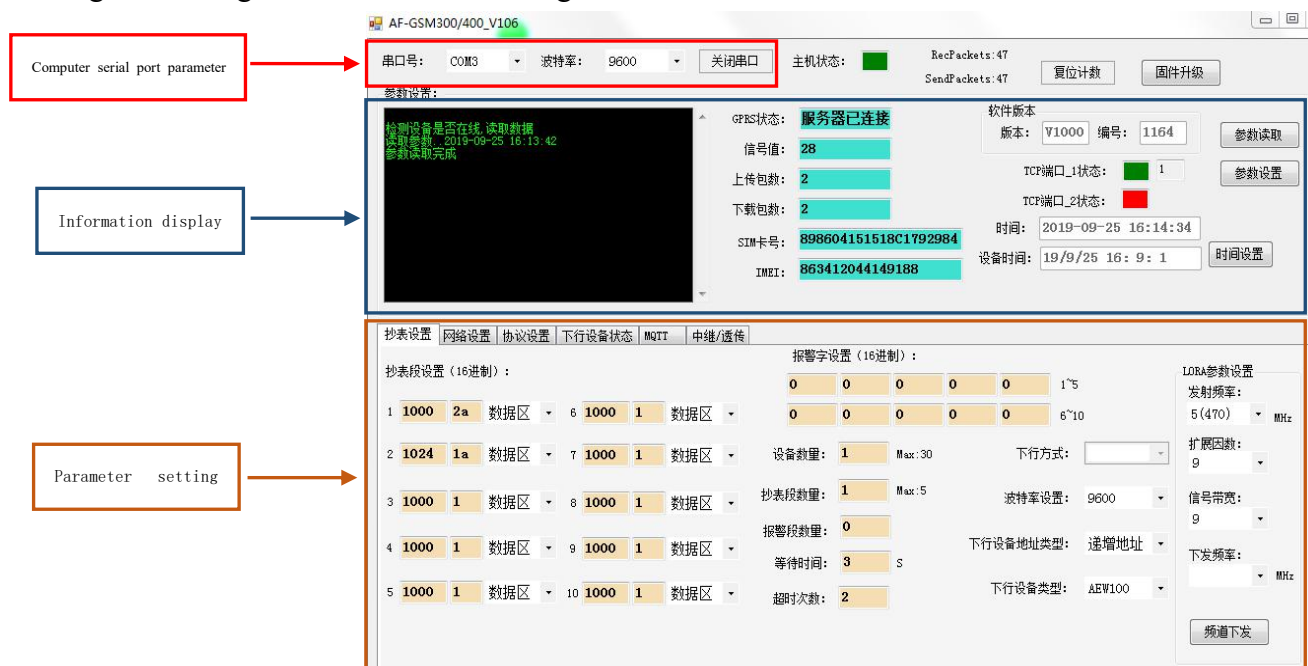 AF-GSM300/400_V106
Computer serial port parameter
串口号: COM3 波特率: 9600 关闭串口 主机状态: RecPackets:47
SendPackets:47 复位计数 固件升级
参数设置:
Information display
检测设备是否在线,读取数据
读取参数...2019-09-25 16:13:42
参数读取完成
GPRS状态: 服务器已连接
信号值: 28
上传包数: 2
下载包数: 2
SIM卡号: 898604151518C1792984
IMEI: 863412044149188
软件版本
版本: V1000 编号: 1164 参数读取
TCP端口_1状态: 1 参数设置
TCP端口_2状态:
时间: 2019-09-25 16:14:34
设备时间: 19/9/25 16: 9: 1 时间设置
Parameter setting
抄表设置 网络设置 协议设置 下行设备状态 MQTT 中继/透传
抄表段设置 (16进制) :
1 1000 2a 数据区 6 1000 1 数据区
2 1024 1a 数据区 7 1000 1 数据区
3 1000 1 数据区 8 1000 1 数据区
4 1000 1 数据区 9 1000 1 数据区
5 1000 1 数据区 10 1000 1 数据区
报警字设置 (16进制) :
0 0 0 0 0 1~5
0 0 0 0 0 6~10
设备数量: 1 Max:30 下行方式:
抄表段数量: 1 Max:5 波特率设置: 9600
报警段数量: 0
下行设备地址类型: 递增地址
等待时间: 3 S
下行设备类型: AEW100
超时次数: 2
LORA参数设置
发射频率:
5(470) MHz
扩展因数:
9
信号带宽:
9
下发频率:
MHz
频道下发